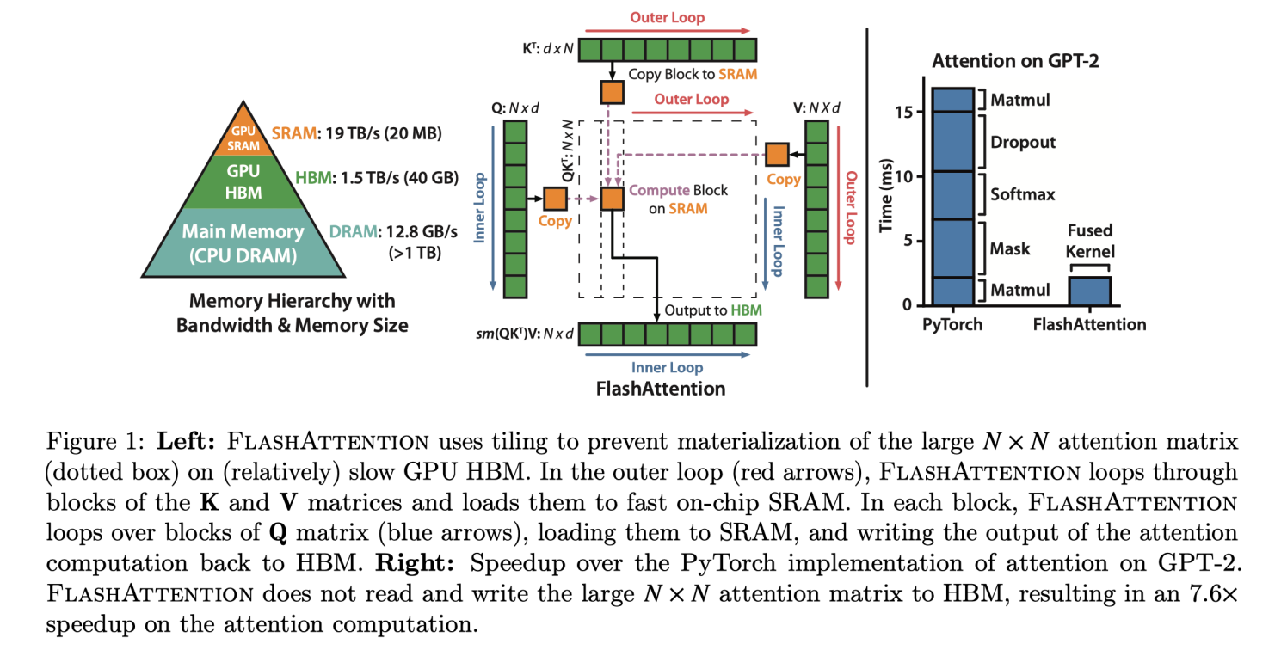 GPU
SRAM
GPU
HBM
Main Memory
(CPU DRAM)
SRAM: 19 TB/s (20 MB)
HBM: 1.5 TB/s (40 GB)
DRAM: 12.8 GB/s
(>1 TB)
Memory Hierarchy with
Bandwidth & Memory Size
Outer Loop
Kᵀ: d x N
Copy Block to SRAM
Outer Loop
Q: N x d
V: N X d
QKᵀ: N x N
Inner Loop
Copy
Compute Block
on SRAM
Copy
Inner Loop
Outer Loop
Output to HBM
sm(QKᵀ)V: N x d
Inner Loop
FlashAttention
Attention on GPT-2
Time (ms)
15
10
5
0
Matmul
Dropout
Softmax
Mask
Matmul
Fused
Kernel
PyTorch
FlashAttention
Figure 1: Left: FLASHATTENTION uses tiling to prevent materialization of the large N × N attention matrix
(dotted box) on (relatively) slow GPU HBM. In the outer loop (red arrows), FLASHATTENTION loops through
blocks of the K and V matrices and loads them to fast on-chip SRAM. In each block, FLASHATTENTION
loops over blocks of Q matrix (blue arrows), loading them to SRAM, and writing the output of the attention
computation back to HBM. Right: Speedup over the PyTorch implementation of attention on GPT-2.
FLASHATTENTION does not read and write the large N × N attention matrix to HBM, resulting in an 7.6×
speedup on the attention computation.